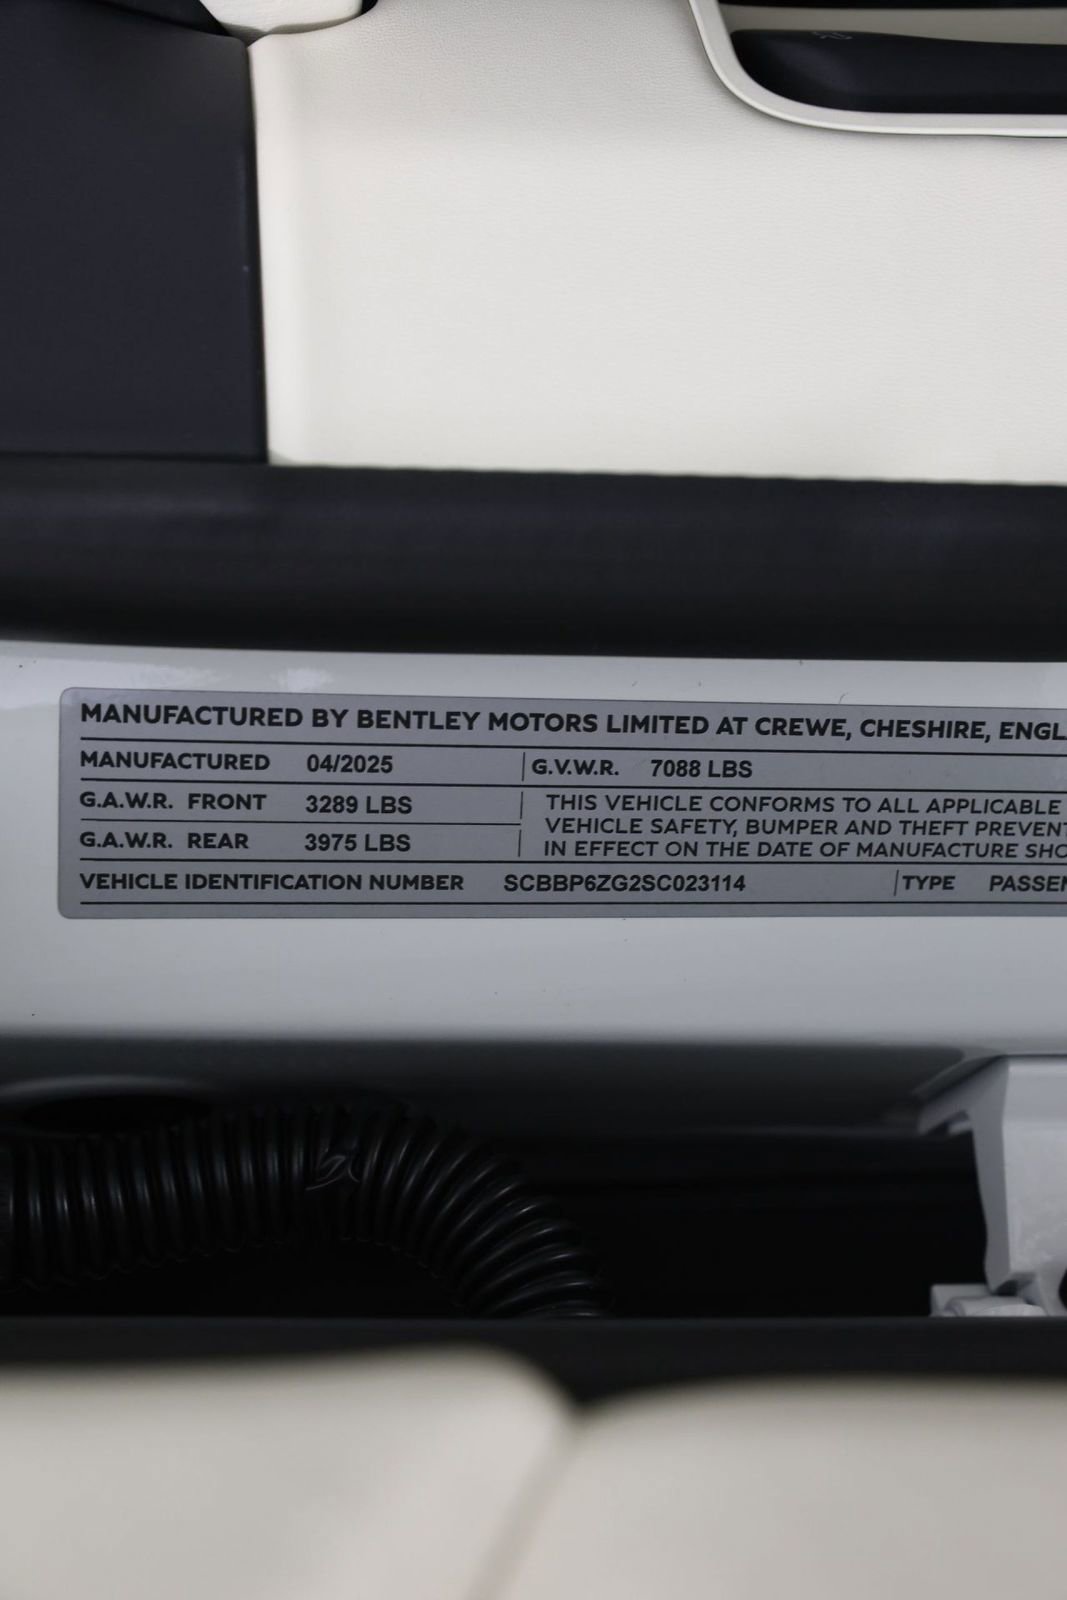 MANUFACTURED BY BENTLEY MOTORS LIMITED AT CREWE, CHESHIRE, ENGL
MANUFACTURED 04/2025 G.V.W.R. 7088 LBS
G.A.W.R. FRONT 3289 LBS
THIS VEHICLE CONFORMS TO ALL APPLICABLE
VEHICLE SAFETY, BUMPER AND THEFT PREVENT
G.A.W.R. REAR 3975 LBS
IN EFFECT ON THE DATE OF MANUFACTURE SHO
VEHICLE IDENTIFICATION NUMBER SCBBP6ZG2SC023114 TYPE PASSEN